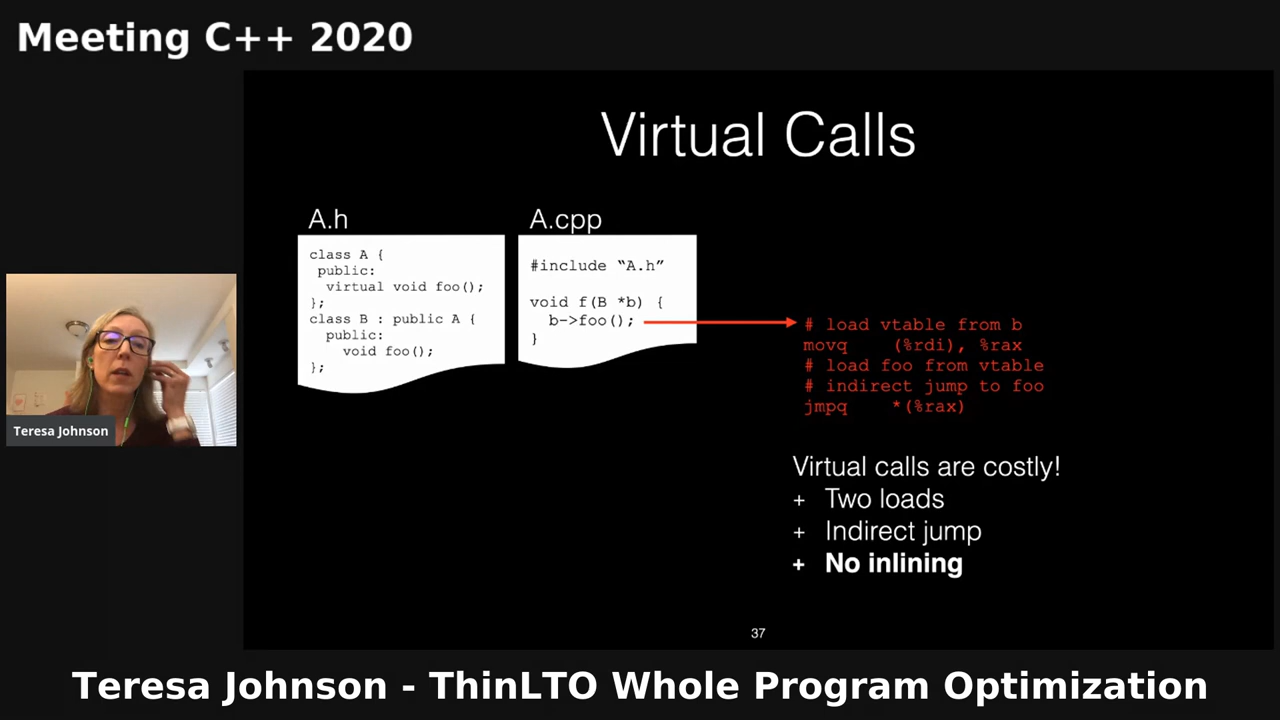 Meeting C++ 2020
Virtual Calls
A.h
class A {
public:
virtual void foo();
};
class B : public A {
public:
void foo();
};
A.cpp
#include “A.h”
void f(B *b) {
b->foo();
}
# load vtable from b
movq (%rdi), %rax
# load foo from vtable
# indirect jump to foo
jmpq *(%rax)
Virtual calls are costly!
+ Two loads
+ Indirect jump
+ No inlining
37
Teresa Johnson
Teresa Johnson - ThinLTO Whole Program Optimization